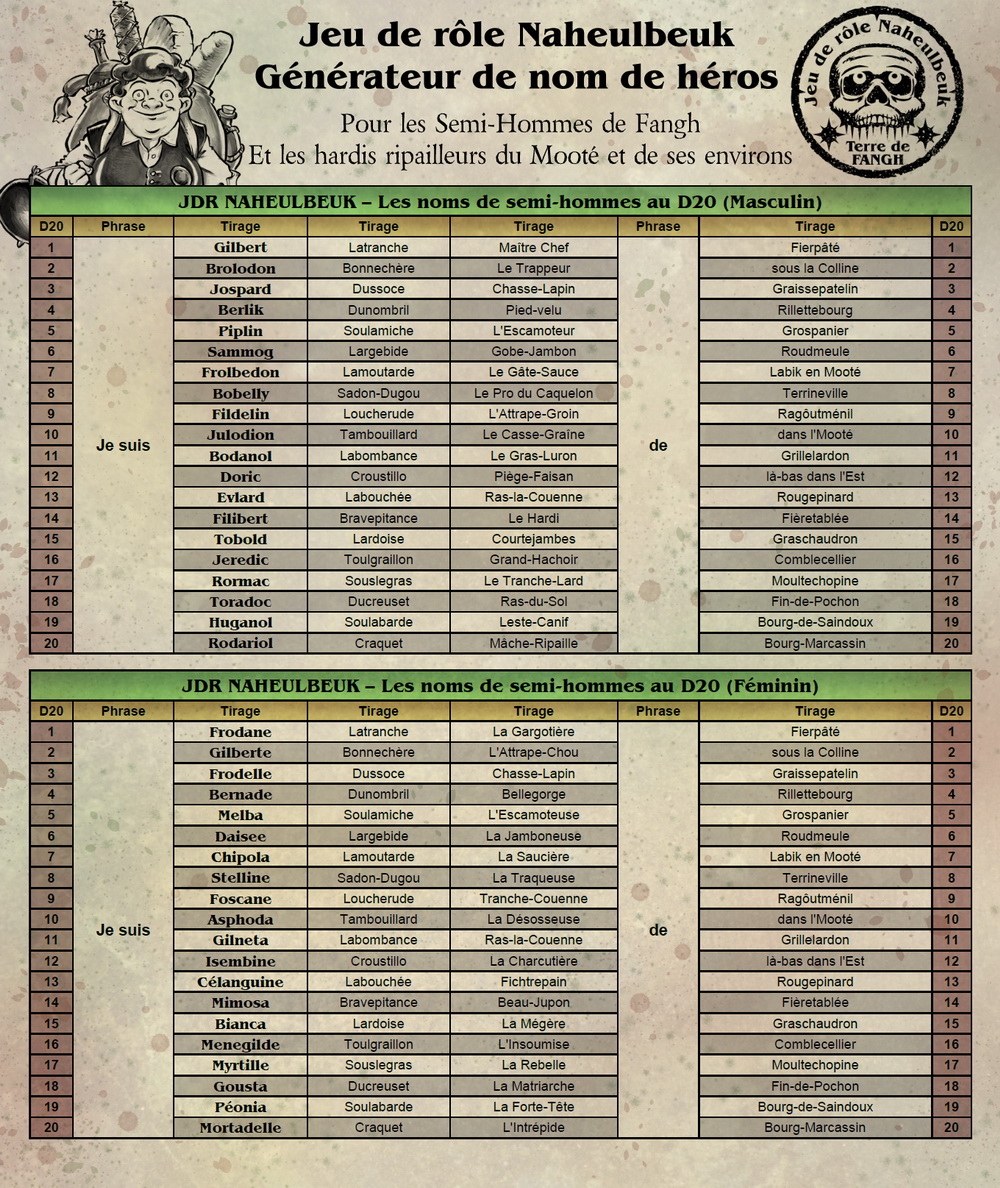 Jeu de rôle Naheulbeuk
Générateur de nom de héros
Pour les Semi-Hommes de Fangh
Et les hardis ripailleurs du Mooté et de ses environs
Jeu de rôle Naheulbeuk
Terre de
FANGH
JDR NAHEULBEUK – Les noms de semi-hommes au D20 (Masculin)
D20 Phrase Tirage Tirage Tirage Phrase Tirage D20
1 Gilbert Latranche Maître Chef Fierpâté 1
2 Brolodon Bonnechère Le Trappeur sous la Colline 2
3 Jospard Dussoce Chasse-Lapin Graissepatelin 3
4 Berlik Dunombril Pied-velu Rillettebourg 4
5 Piplin Soulamiche L'Escamoteur Grospanier 5
6 Sammog Largebide Gobe-Jambon Roudmeule 6
7 Frolbedon Lamoutarde Le Gâte-Sauce Labik en Mooté 7
8 Bobelly Sadon-Dugou Le Pro du Caquelon Terrineville 8
9 Fildelin Loucherude L'Attrape-Groin Ragôutménil 9
10 Julodion Tambouillard Le Casse-Graîne dans l'Mooté 10
Je suis 11 Bodanol Labombance Le Gras-Luron de Grillelardon 11
12 Doric Croustillo Piège-Faisan là-bas dans l'Est 12
13 Evlard Labouchée Ras-la-Couenne Rougepinard 13
14 Filibert Bravepitance Le Hardi Fièretablée 14
15 Tobold Lardoise Courtejambes Graschaudron 15
16 Jeredic Toulgraillon Grand-Hachoir Comblecellier 16
17 Rormac Souslegras Le Tranche-Lard Moultechopine 17
18 Toradoc Ducreuset Ras-du-Sol Fin-de-Pochon 18
19 Huganol Soulabarde Leste-Canif Bourg-de-Saindoux 19
20 Rodariol Craquet Mâche-Ripaille Bourg-Marcassin 20
JDR NAHEULBEUK – Les noms de semi-hommes au D20 (Féminin)
D20 Phrase Tirage Tirage Tirage Phrase Tirage D20
1 Frodane Latranche La Gargotière Fierpâté 1
2 Gilberte Bonnechère L'Attrape-Chou sous la Colline 2
3 Frodelle Dussoce Chasse-Lapin Graissepatelin 3
4 Bernade Dunombril Bellegorge Rillettebourg 4
5 Melba Soulamiche L'Escamoteuse Grospanier 5
6 Daisee Largebide La Jamboneuse Roudmeule 6
7 Chipola Lamoutarde La Saucière Labik en Mooté 7
8 Stelline Sadon-Dugou La Traqueuse Terrineville 8
9 Foscane Loucherude Tranche-Couenne Ragôutménil 9
10 Asphoda Tambouillard La Désosseuse dans l'Mooté 10
Je suis 11 Gilneta Labombance Ras-la-Couenne de Grillelardon 11
12 Isembine Croustillo La Charcutière là-bas dans l'Est 12
13 Célanguine Labouchée Fichtrepain Rougepinard 13
14 Mimosa Bravepitance Beau-Jupon Fièretablée 14
15 Bianca Lardoise La Mégère Graschaudron 15
16 Menegilde Toulgraillon L'Insoumise Comblecellier 16
17 Myrtille Souslegras La Rebelle Moultechopine 17
18 Gousta Ducreuset La Matriarche Fin-de-Pochon 18
19 Péonia Soulabarde La Forte-Tête Bourg-de-Saindoux 19
20 Mortadelle Craquet L'Intrépide Bourg-Marcassin 20